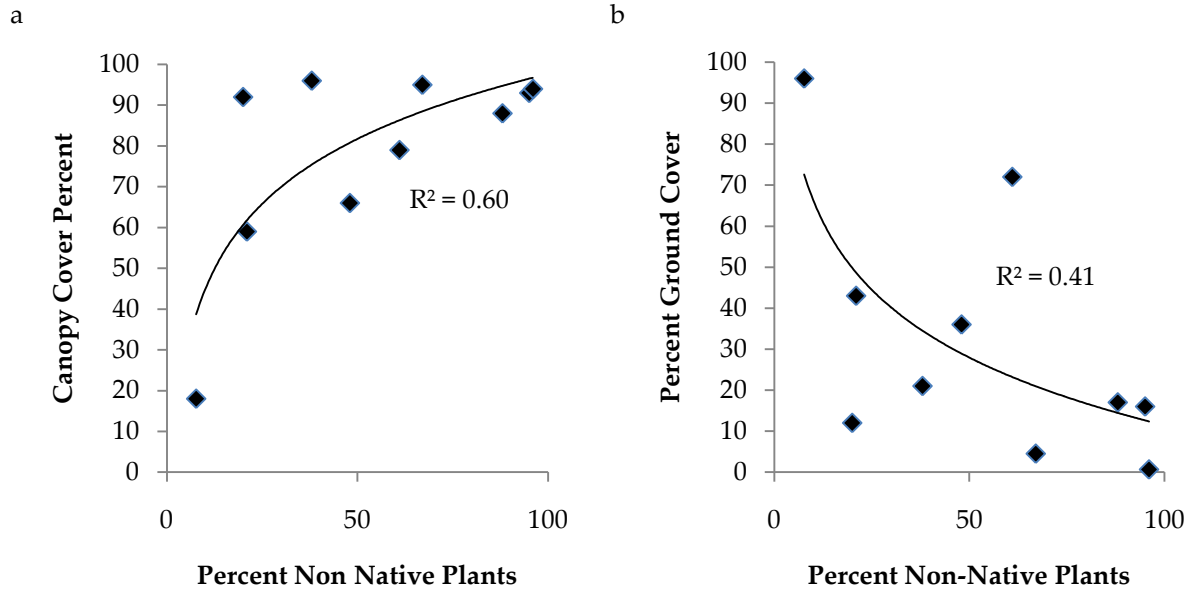 a
100
90
80
70
60
50
40
30
20
10
0
Canopy Cover Percent
R² = 0.60
0 50 100
Percent Non Native Plants
b
100
90
80
70
60
50
40
30
20
10
0
Percent Ground Cover
R² = 0.41
0 50 100
Percent Non-Native Plants